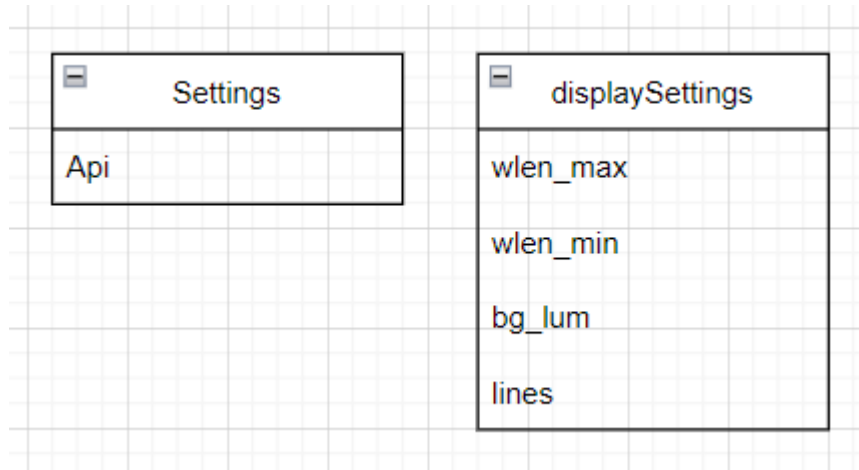 Settings
Api
displaySettings
wlen_max
wlen_min
bg_lum
lines